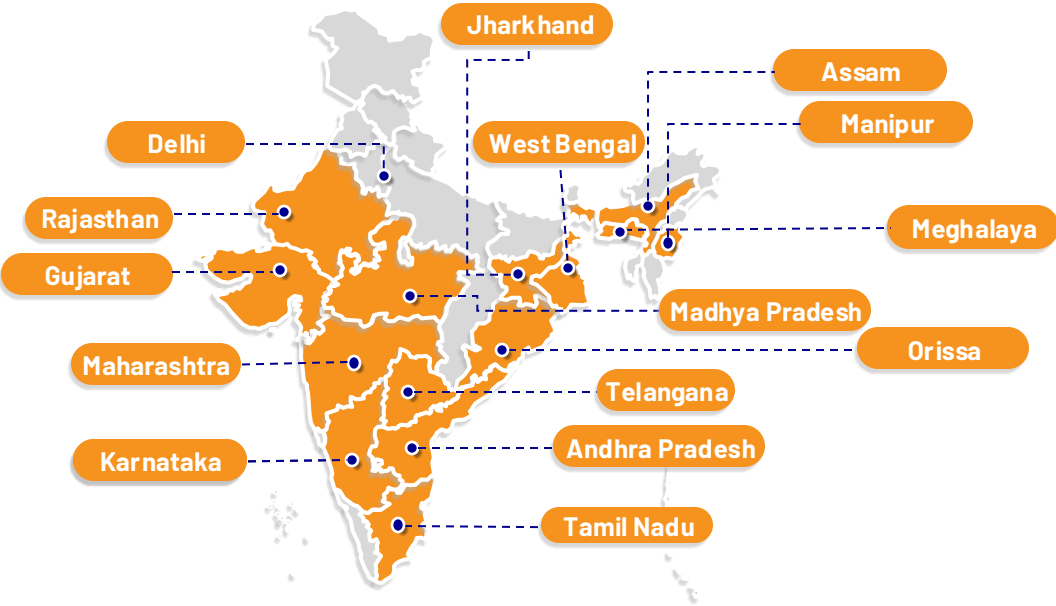 Jharkhand
Assam
Manipur
Delhi
West Bengal
Rajasthan
Meghalaya
Gujarat
Madhya Pradesh
Orissa
Maharashtra
Telangana
Andhra Pradesh
Karnataka
Tamil Nadu